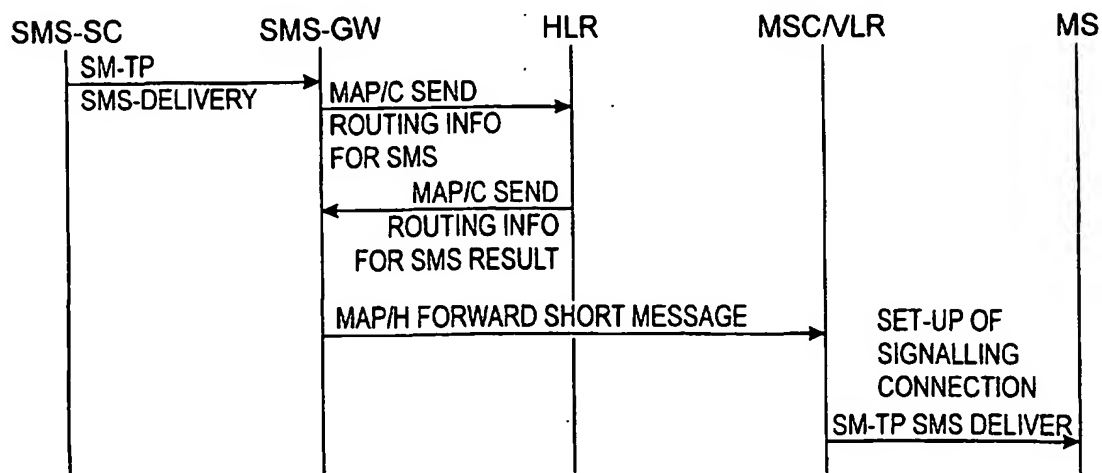 SMS-SC SMS-GW HLR MSC/VLR MS
SM-TP
SMS-DELIVERY
MAP/C SEND
ROUTING INFO
FOR SMS
MAP/C SEND
ROUTING INFO
FOR SMS RESULT
MAP/H FORWARD SHORT MESSAGE
SET-UP OF
SIGNALLING
CONNECTION
SM-TP SMS DELIVER